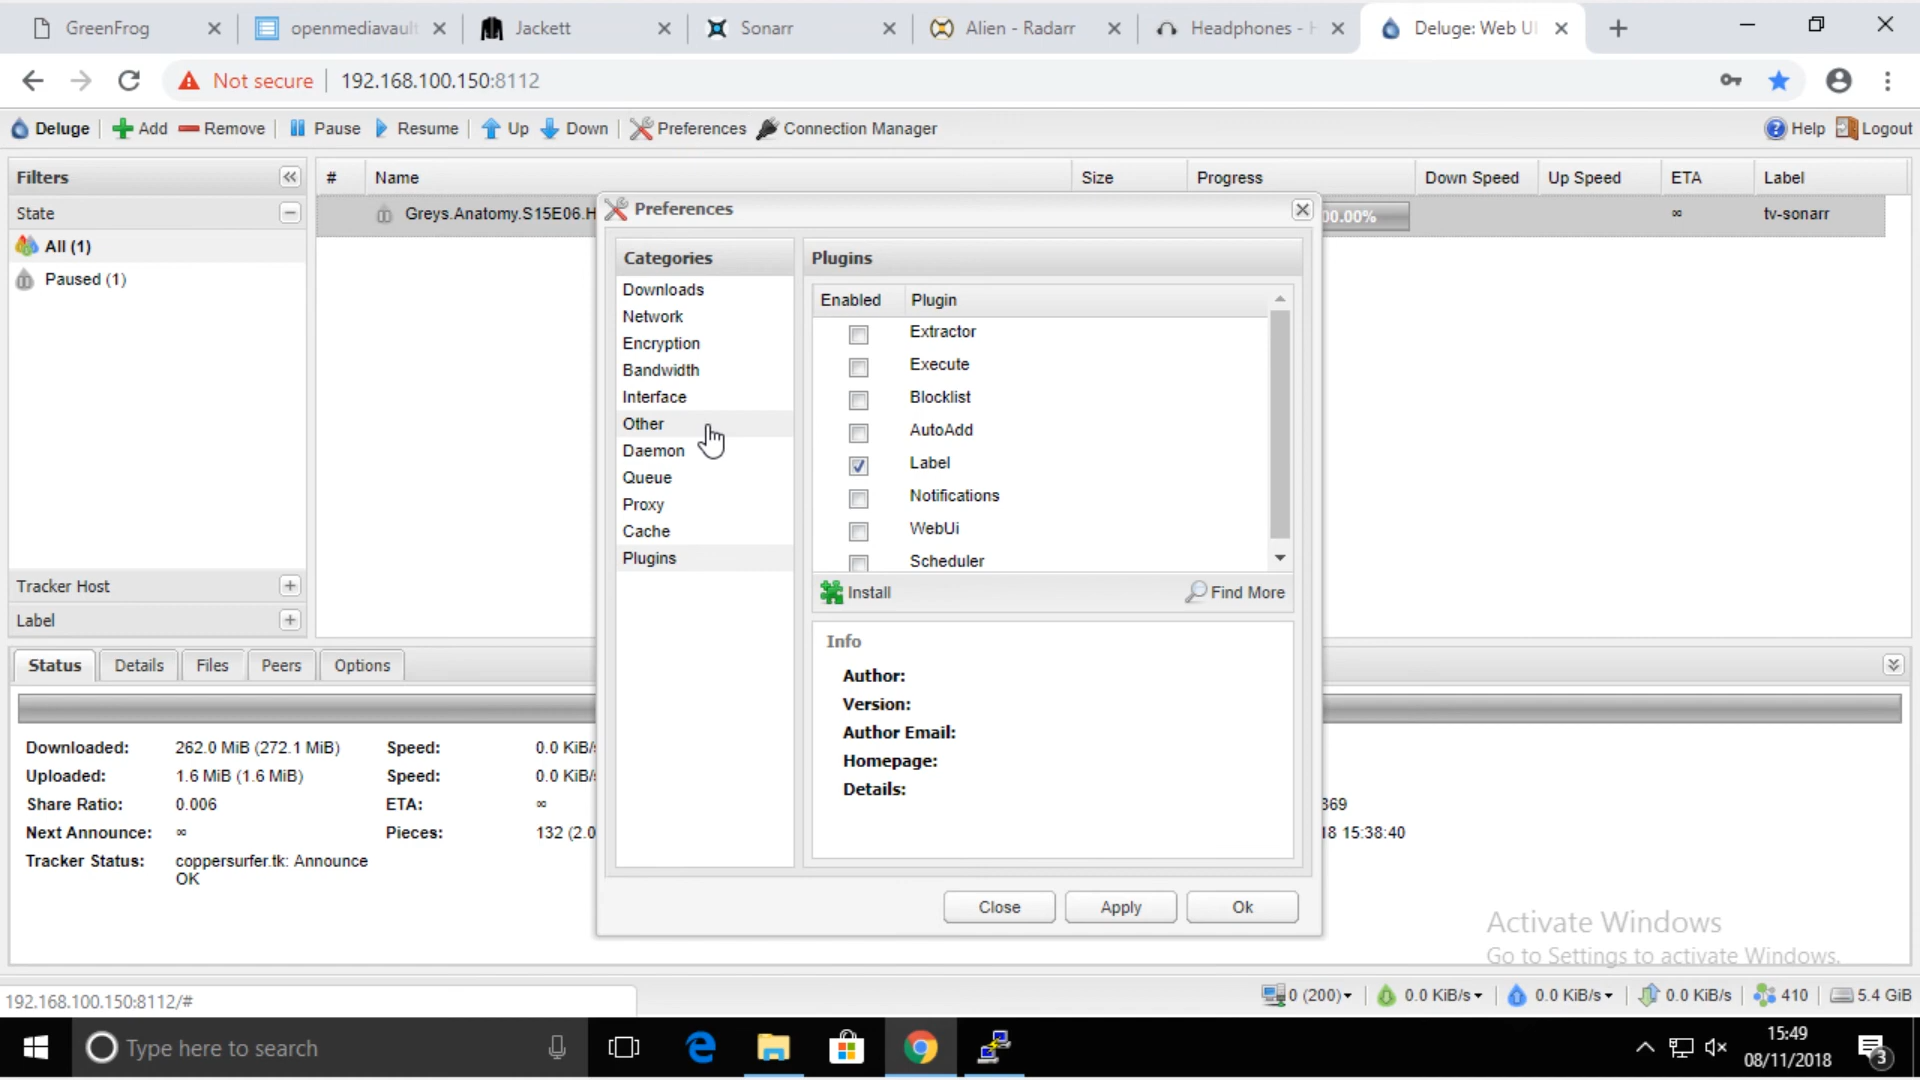 GreenFrog
openmediavault
Jackett
Sonarr
Alien - Radarr
Headphones - H
Deluge: Web UI
Not secure
192.168.100.150:8112
Deluge
Add
Remove
Pause
Resume
Up
Down
Preferences
Connection Manager
Help
Logout
Filters
#
Name
Size
Progress
Down Speed
Up Speed
ETA
Label
State
All (1)
Paused (1)
Greys.Anatomy.S15E06.H
00.00%
∞
tv-sonarr
Preferences
Categories
Downloads
Network
Encryption
Bandwidth
Interface
Other
Daemon
Queue
Proxy
Cache
Plugins
Plugins
Enabled
Plugin
Extractor
Execute
Blocklist
AutoAdd
Label
Notifications
WebUi
Scheduler
Install
Find More
Info
Author:
Version:
Author Email:
Homepage:
Details:
Close
Apply
Ok
Tracker Host
Label
Status
Details
Files
Peers
Options
Downloaded: 262.0 MiB (272.1 MiB) Speed: 0.0 KiB/
Uploaded: 1.6 MiB (1.6 MiB) Speed: 0.0 KiB/
Share Ratio: 0.006 ETA: ∞ 369
Next Announce: ∞ Pieces: 132 (2.0 18 15:38:40
Tracker Status: coppersurfer.tk: Announce
OK
Activate Windows
Go to Settings to activate Windows.
192.168.100.150:8112/#
0 (200)
0.0 KiB/s
0.0 KiB/s
0.0 KiB/s
410
5.4 GiB
Type here to search
15:49
08/11/2018
3